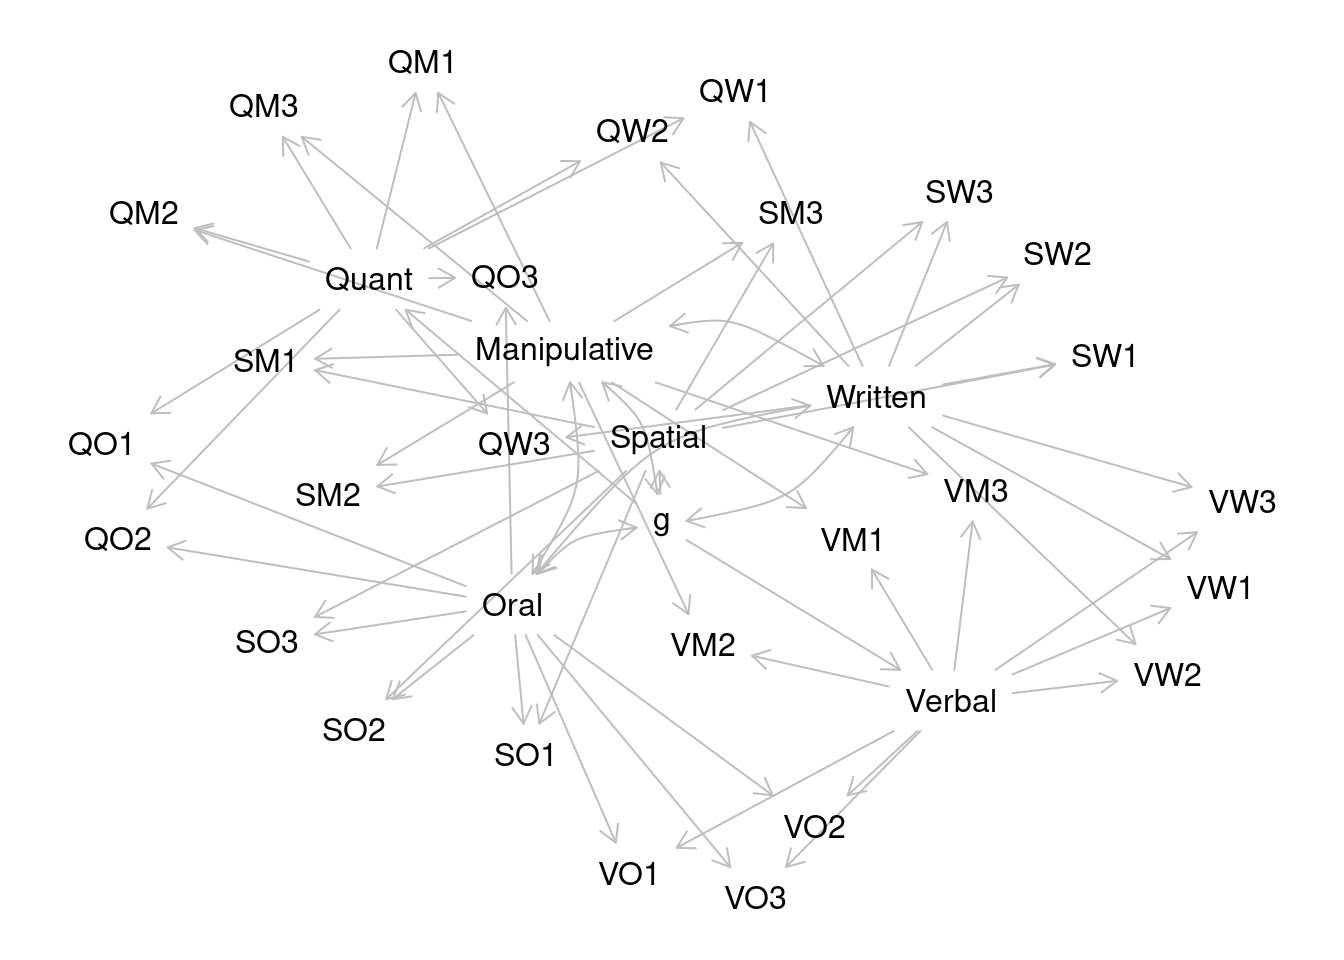 QM1
QW1
QM3
QW2
SW3
QM2
SM3
SW2
Quant
QO3
Manipulative
SW1
SM1
Written
QO1
QW3
Spatial
SM2
VM3
VW3
g
QO2
VM1
VW1
Oral
SO3
VM2
VW2
Verbal
SO2
SO1
VO2
VO1
VO3